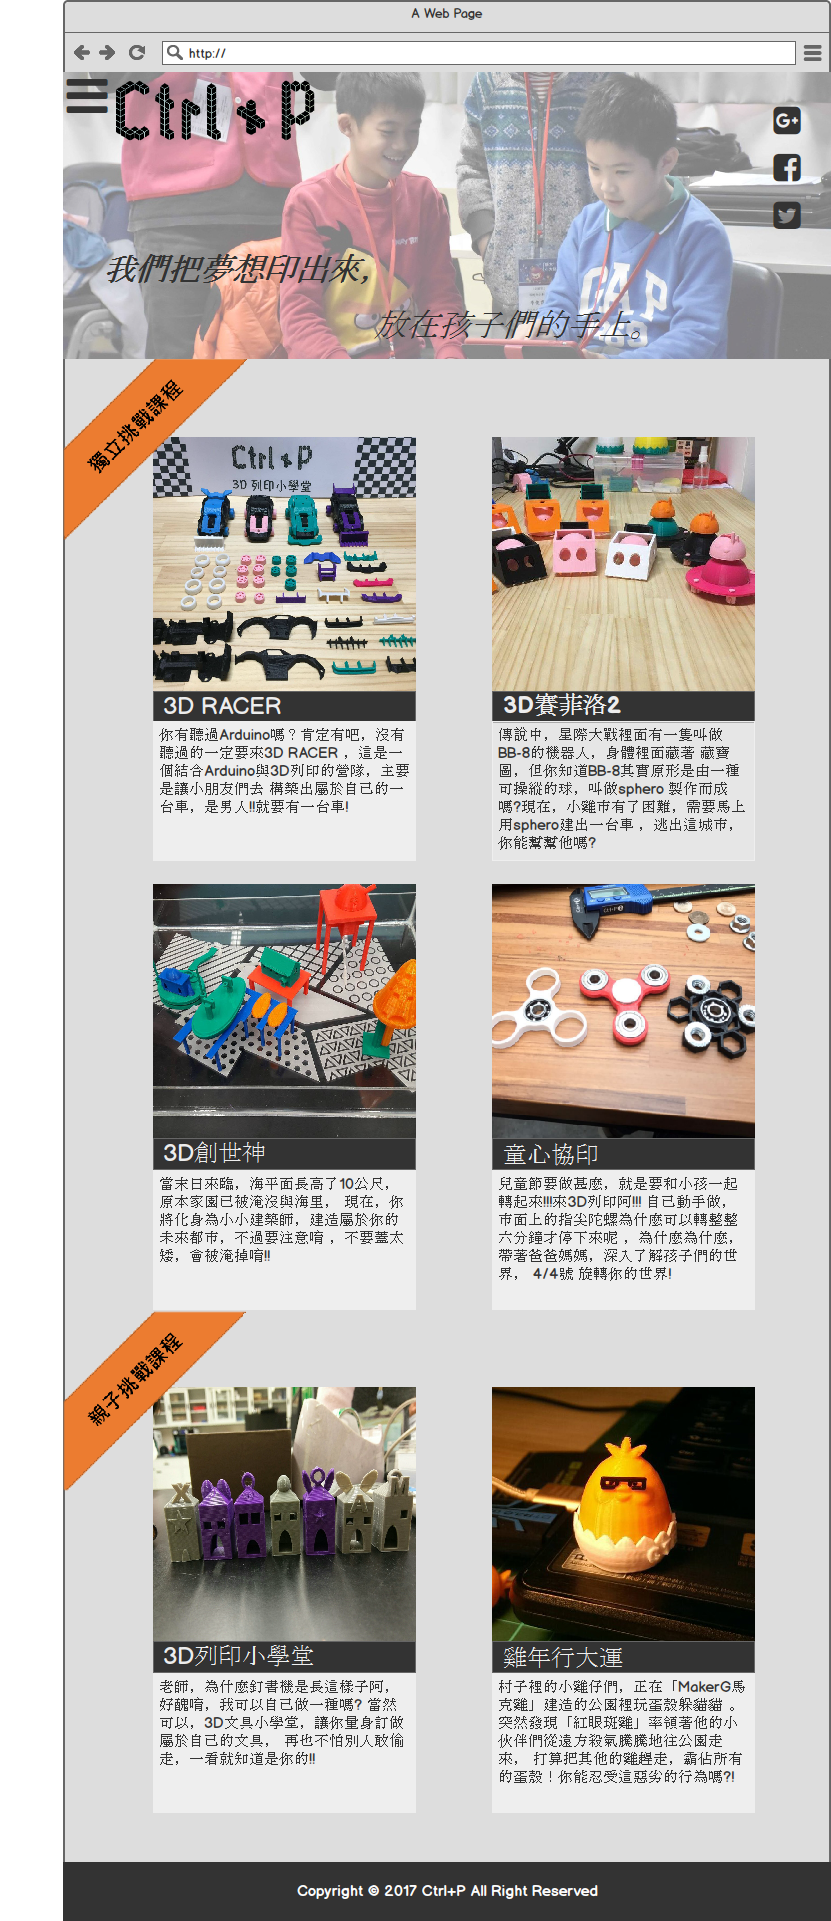 A Web Page
http://
Ctrl+P
我們把夢想印出來,
放在孩子們的手上。
獨立挑戰課程
Ctrl+P
3D 列印小學堂
3D RACER
你有聽過Arduino嗎？肯定有吧，沒有
聽過的一定要來3D RACER ，這是一
個結合Arduino與3D列印的營隊，主要
是讓小朋友們去 構築出屬於自己的一
台車，是男人!!就要有一台車!
3D賽菲洛2
傳說中，星際大戰裡面有一隻叫做
BB-8的機器人，身體裡面藏著 藏寶
圖，但你知道BB-8其實原形是由一種
可操縱的球，叫做sphero 製作而成
嗎?現在，小雞市有了困難，需要馬上
用sphero建出一台車 ，逃出這城市，
你能幫幫他嗎?
3D創世神
當末日來臨，海平面長高了10公尺，
原本家園已被淹沒與海里， 現在，你
將化身為小小建築師，建造屬於你的
未來都市，不過要注意唷 ，不要蓋太
矮，會被淹掉唷!!
童心協印
兒童節要做甚麼，就是要和小孩一起
轉起來!!!來3D列印阿!!! 自己動手做，
市面上的指尖陀螺為什麼可以轉整整
六分鐘才停下來呢 ，為什麼為什麼，
帶著爸爸媽媽，深入了解孩子們的世
界， 4/4號 旋轉你的世界!
親子挑戰課程
3D列印小學堂
老師，為什麼釘書機是長這樣子阿，
好醜唷，我可以自己做一種嗎? 當然
可以，3D文具小學堂，讓你量身訂做
屬於自己的文具， 再也不怕別人敢偷
走，一看就知道是你的!!
雞年行大運
村子裡的小雞仔們，正在「MakerG馬
克雞」建造的公園裡玩蛋殼躲貓貓 。
突然發現「紅眼斑雞」率領著他的小
伙伴們從遠方殺氣騰騰地往公園走
來， 打算把其他的雞趕走，霸佔所有
的蛋殼！你能忍受這惡劣的行為嗎?!
Copyright © 2017 Ctrl+P All Right Reserved